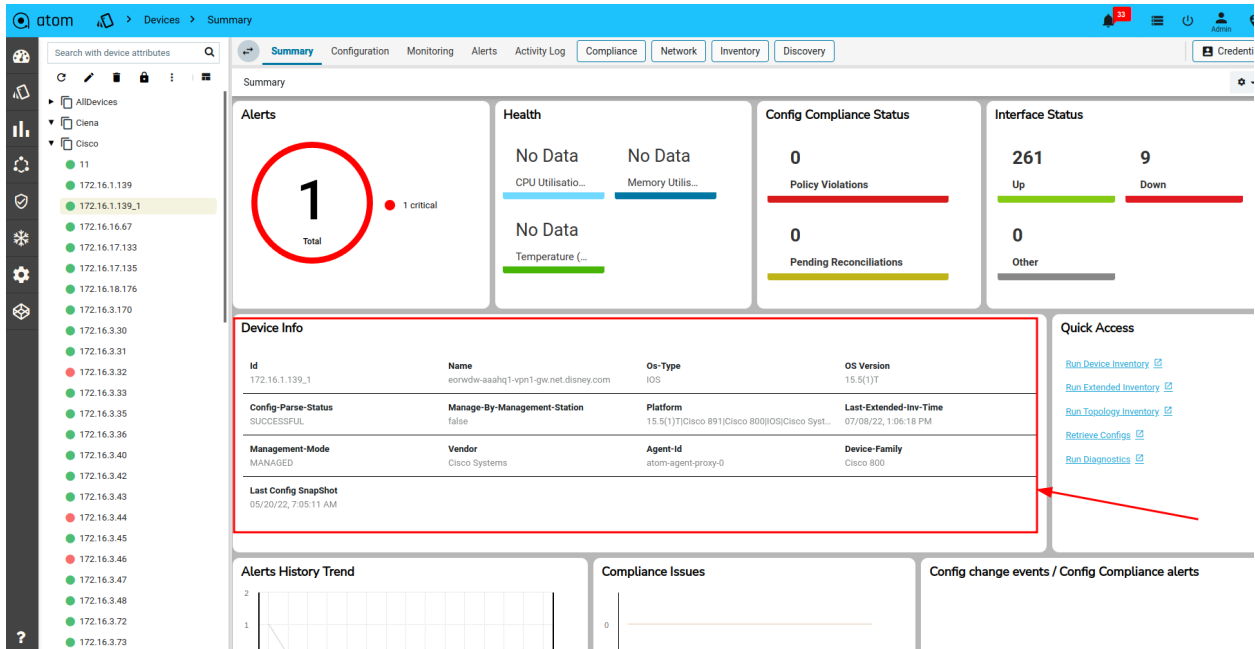 atom > Devices > Summary
33
Admin
Search with device attributes
AllDevices
Ciena
Cisco
11
172.16.1.139
172.16.1.139_1
172.16.16.67
172.16.17.133
172.16.17.135
172.16.18.176
172.16.3.170
172.16.3.30
172.16.3.31
172.16.3.32
172.16.3.33
172.16.3.35
172.16.3.36
172.16.3.40
172.16.3.42
172.16.3.43
172.16.3.44
172.16.3.45
172.16.3.46
172.16.3.47
172.16.3.48
172.16.3.72
172.16.3.73
?
Summary Configuration Monitoring Alerts Activity Log Compliance Network Inventory Discovery Credenti
Summary
Alerts
1
Total
1 critical
Health
No Data No Data
CPU Utilisatio... Memory Utilis...
No Data
Temperature (...
Config Compliance Status
0
Policy Violations
0
Pending Reconciliations
Interface Status
261 9
Up Down
0
Other
Device Info
Id Name Os-Type OS Version
172.16.1.139_1 eorwdw-aaahq1-vpn1-gw.net.disney.com IOS 15.5(1)T
Config-Parse-Status Manage-By-Management-Station Platform Last-Extended-Inv-Time
SUCCESSFUL false 15.5(1)T|Cisco 891|Cisco 800|IOS|Cisco Syst... 07/08/22, 1:06:18 PM
Management-Mode Vendor Agent-Id Device-Family
MANAGED Cisco Systems atom-agent-proxy-0 Cisco 800
Last Config SnapShot
05/20/22, 7:05:11 AM
Quick Access
Run Device Inventory
Run Extended Inventory
Run Topology Inventory
Retrieve Configs
Run Diagnostics
Alerts History Trend
2
1
Compliance Issues
0
Config change events / Config Compliance alerts